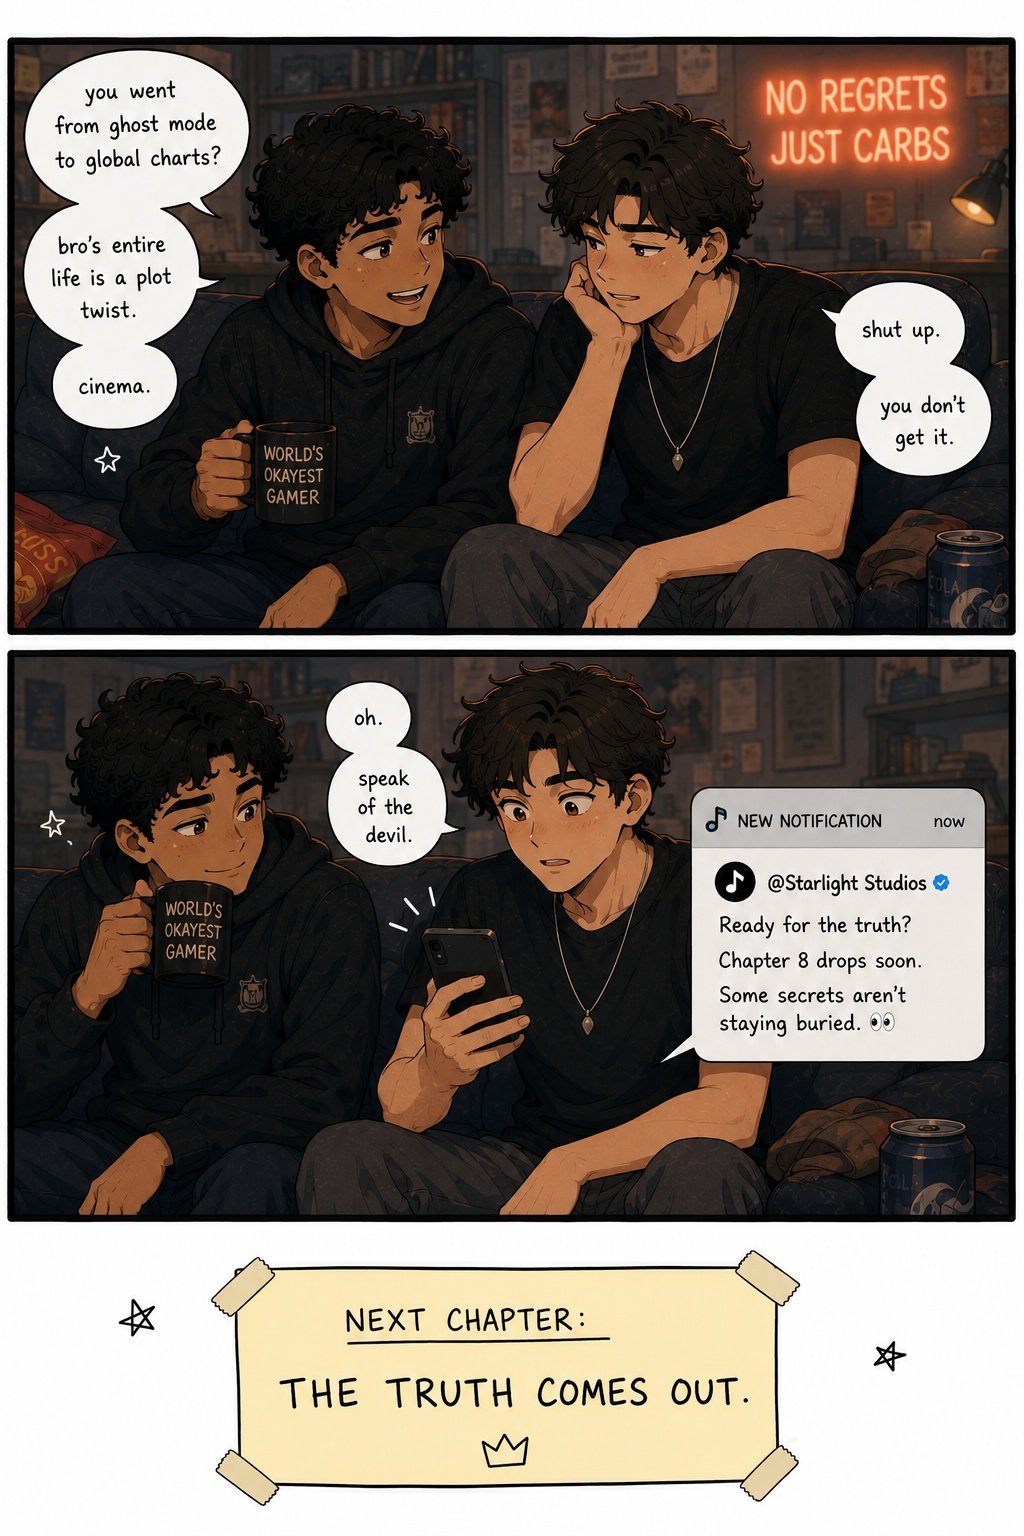 you went
from ghost mode
to global charts?
bro's entire
life is a plot
twist.
cinema.
NO REGRETS
JUST CARBS
shut up.
you don't
get it.
WORLD'S
OKAYEST
GAMER
oh.
speak
of the
devil.
WORLD'S
OKAYEST
GAMER
NEW NOTIFICATION now
@Starlight Studios
Ready for the truth?
Chapter 8 drops soon.
Some secrets aren't
staying buried. 👀
NEXT CHAPTER:
THE TRUTH COMES OUT.